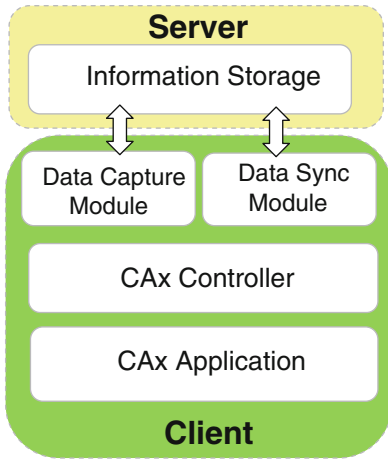 Server
Information Storage
Data Capture
Module
Data Sync
Module
CAx Controller
CAx Application
Client